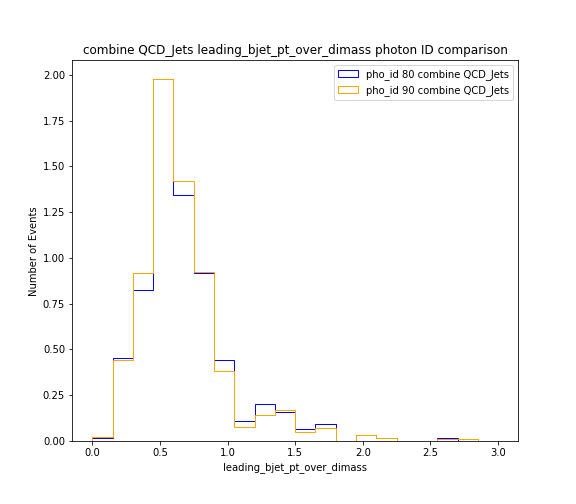 combine QCD_Jets leading_bjet_pt_over_dimass photon ID comparison
pho_id 80 combine QCD_Jets
pho_id 90 combine QCD_Jets
2.00
1.75
1.50
1.25
1.00
0.75
0.50
0.25
0.00
Number of Events
0.0 0.5 1.0 1.5 2.0 2.5 3.0
leading_bjet_pt_over_dimass